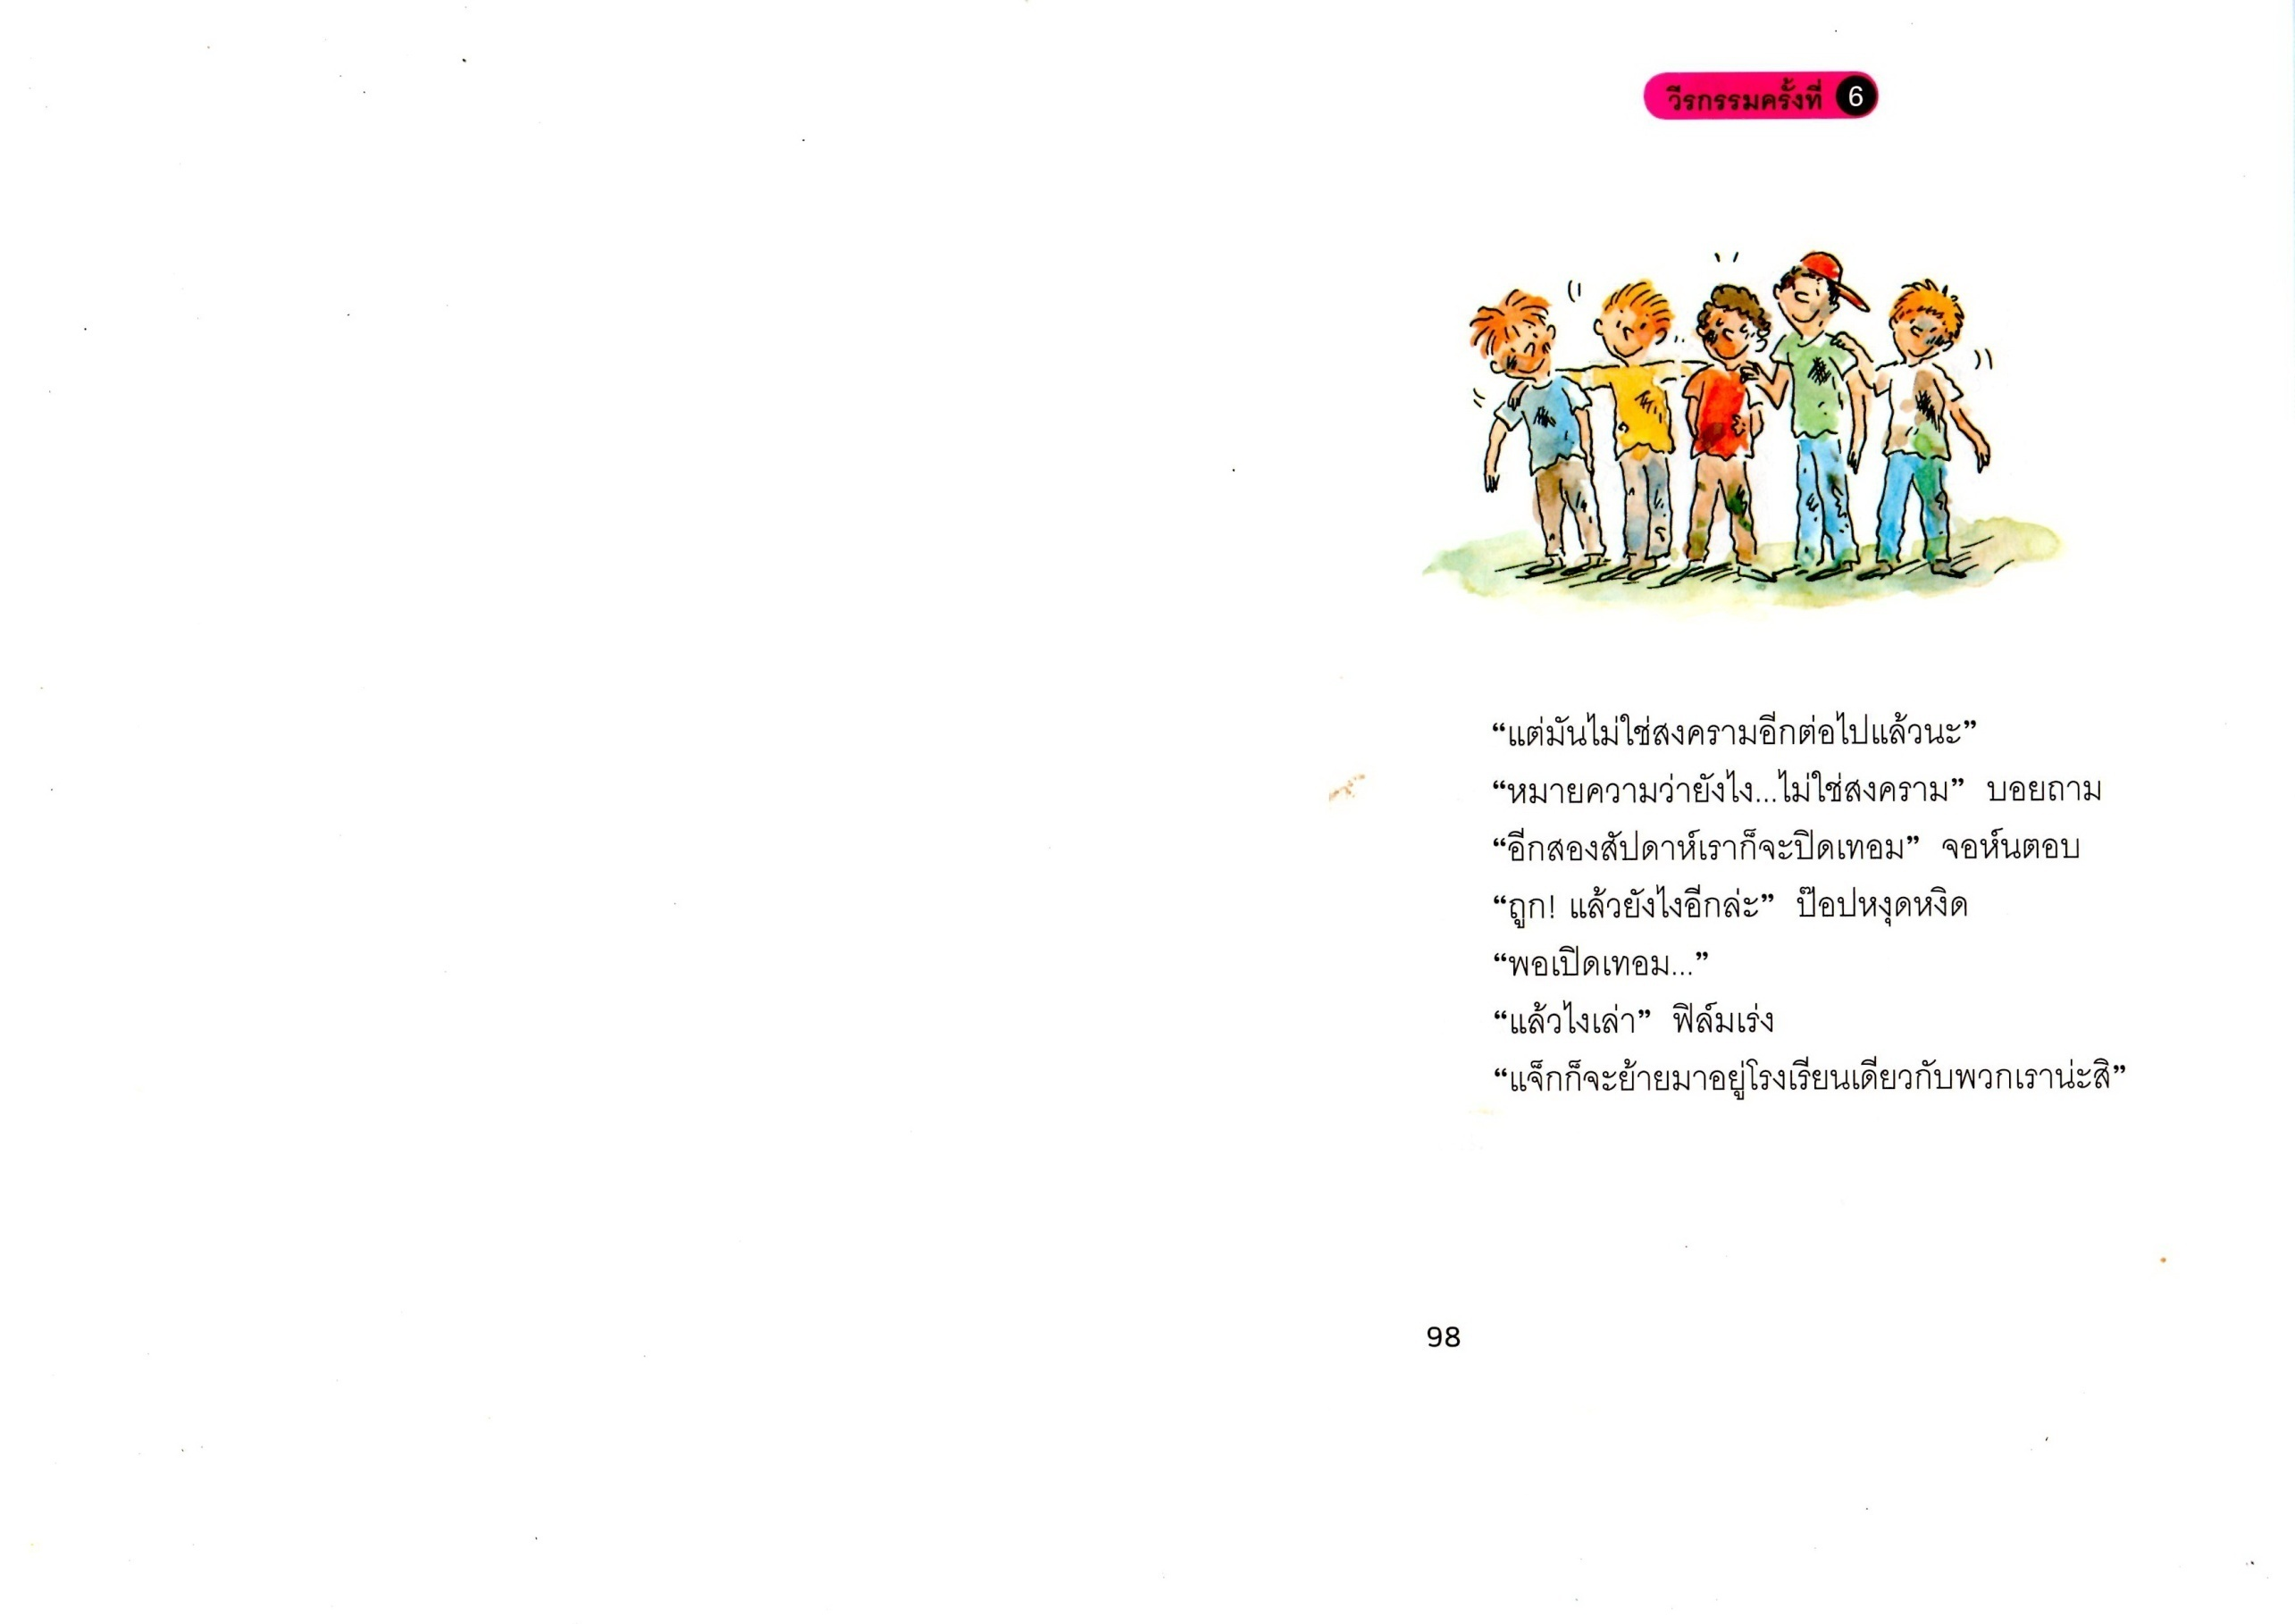 วีรกรรมครั้งที่ 6
“แต่มันไม่ใช่สงครามอีกต่อไปแล้วนะ”
“หมายความว่ายังไง...ไม่ใช่สงคราม” บอยถาม
“อีกสองสัปดาห์เราก็จะปิดเทอม” จอห์นตอบ
“ถูก! แล้วยังไงอีกล่ะ” ป๊อปหงุดหงิด
“พอเปิดเทอม...”
“แล้วไงเล่า” ฟิล์มเร่ง
“แจ็กก็จะย้ายมาอยู่โรงเรียนเดียวกับพวกเราน่ะสิ”
98